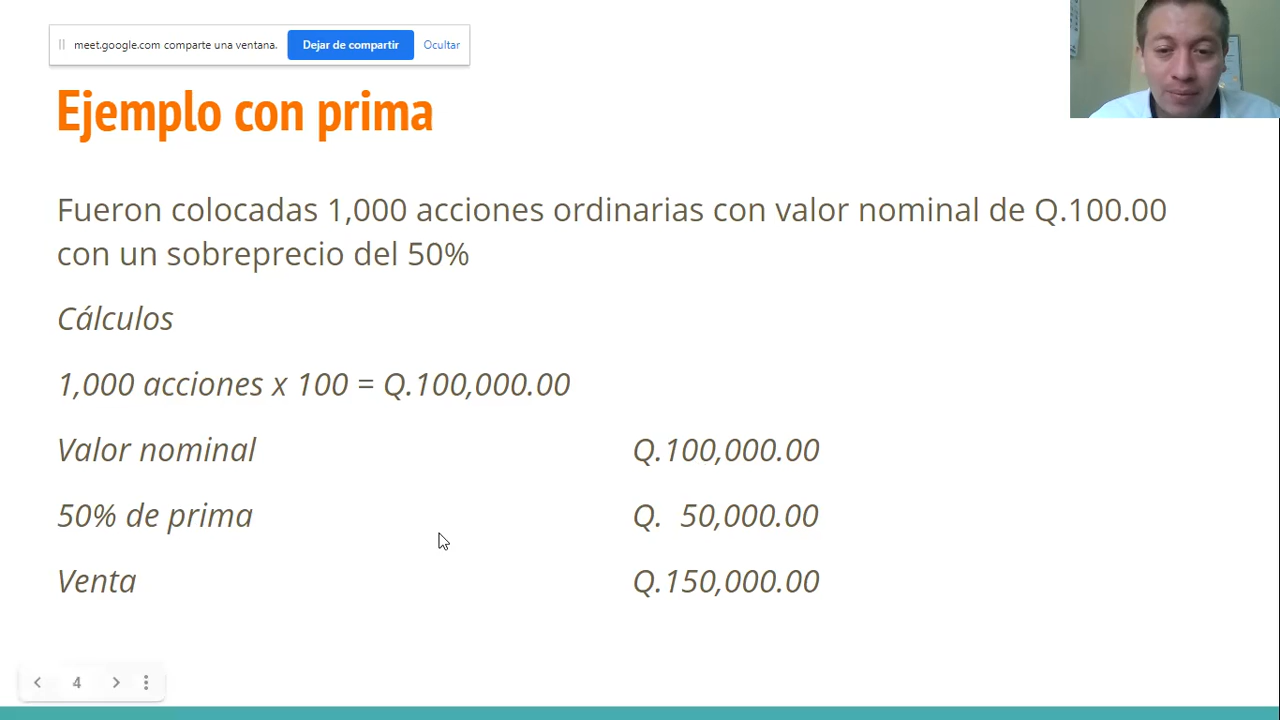 meet.google.com comparte una ventana. Dejar de compartir Ocultar
Ejemplo con prima
Fueron colocadas 1,000 acciones ordinarias con valor nominal de Q.100.00
con un sobreprecio del 50%
Cálculos
1,000 acciones x 100 = Q.100,000.00
Valor nominal Q.100,000.00
50% de prima Q. 50,000.00
Venta Q.150,000.00
4